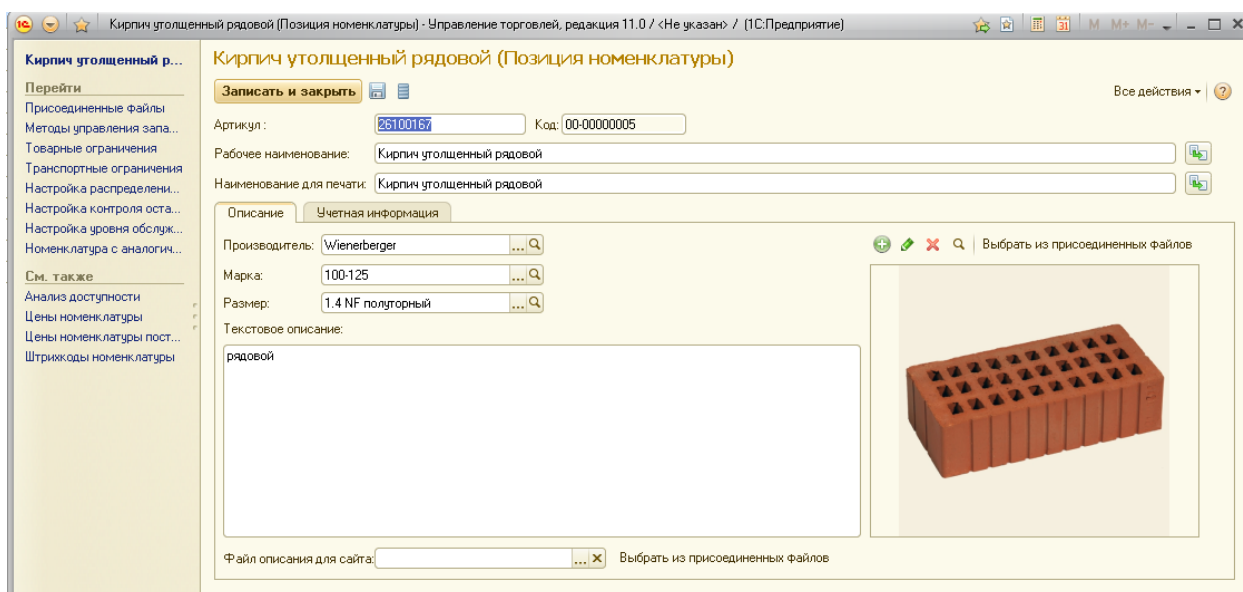 Кирпич утолщенный рядовой (Позиция номенклатуры) - Управление торговлей, редакция 11.0 / <Не указан> / (1С:Предприятие)
M M+ M-
Кирпич утолщенный р...
Перейти
Присоединенные файлы
Методы управления запа...
Товарные ограничения
Транспортные ограничения
Настройка распределени...
Настройка контроля оста...
Настройка уровня обслуж...
Номенклатура с аналогич...
См. также
Анализ доступности
Цены номенклатуры
Цены номенклатуры пост...
Штрихкоды номенклатуры
Кирпич утолщенный рядовой (Позиция номенклатуры)
Записать и закрыть
Все действия
Артикул: 26100167 Код: 00-00000005
Рабочее наименование: Кирпич утолщенный рядовой
Наименование для печати: Кирпич утолщенный рядовой
Описание Учетная информация
Производитель: Wienerberger ...
Марка: 100-125 ...
Размер: 1.4 NF полуторный ...
Текстовое описание:
рядовой
Выбрать из присоединенных файлов
Файл описания для сайта: ... Выбрать из присоединенных файлов